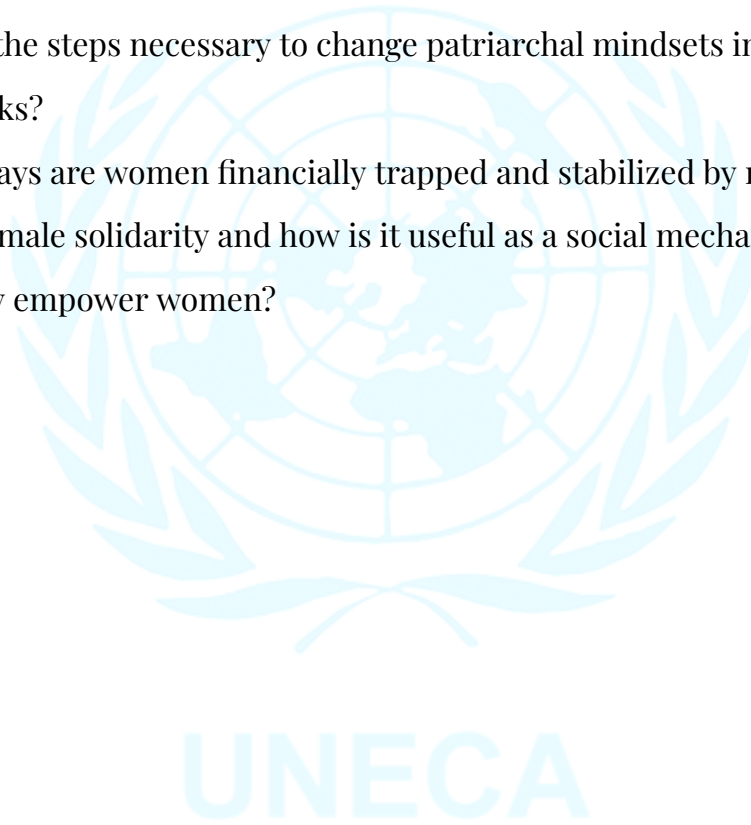 the steps necessary to change patriarchal mindsets in
ks?
ays are women financially trapped and stabilized by
male solidarity and how is it useful as a social mecha
empower women?
UNECA